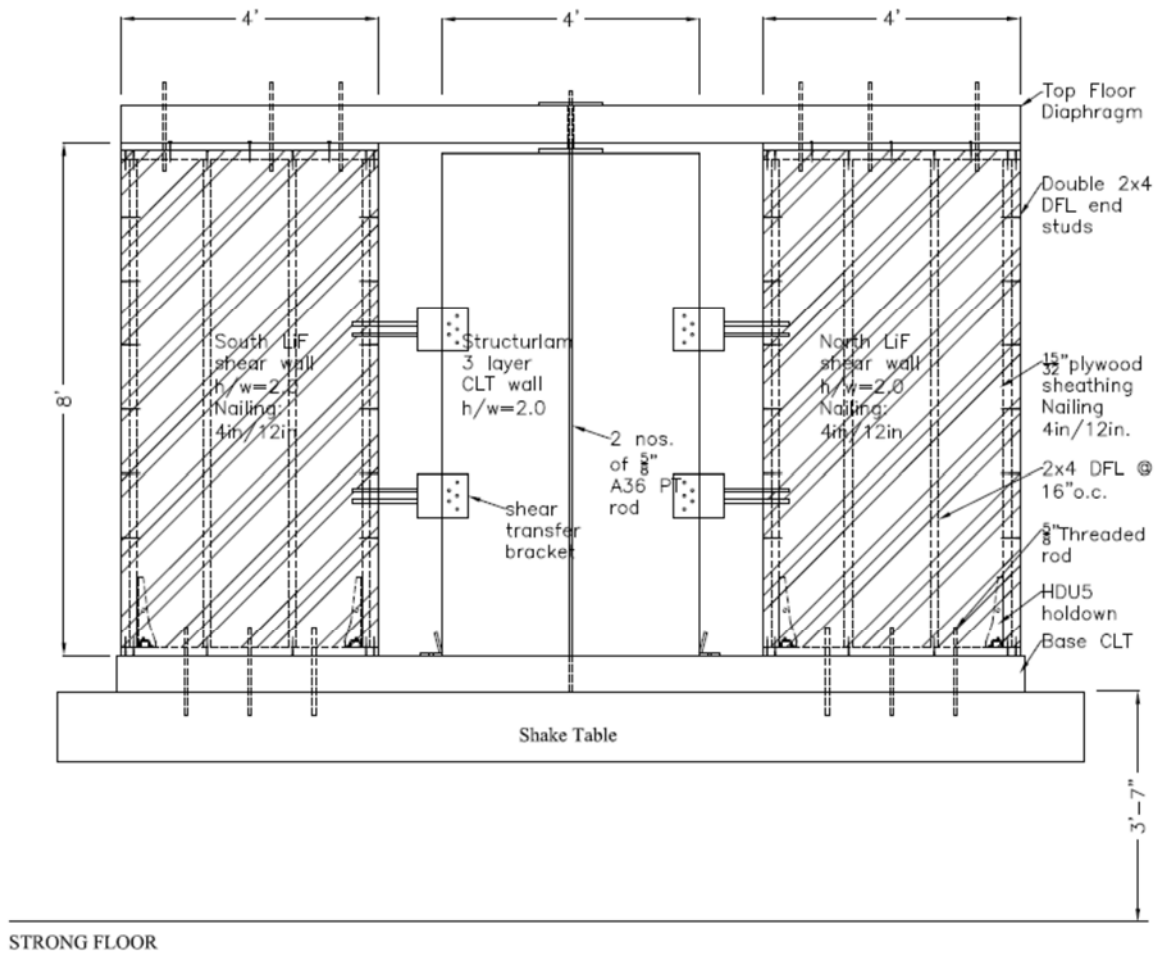 4'
4'
4'
Top Floor
Diaphragm
Double 2x4
DFL end
studs
8'
South LiF
shear wall
h/w=2.0
Nailing:
4in/12in
Structurlam
3 layer
CLT wall
h/w=2.0
North LiF
shear wall
h/w=2.0
Nailing:
4in/12in
15/32"plywood
sheathing
Nailing
4in/12in.
2 nos.
of 5/8"
A36 PT
rod
2x4 DFL @
16"o.c.
shear
transfer
bracket
5/8"Threaded
rod
HDU5
holdown
Base CLT
Shake Table
3'-7"
STRONG FLOOR